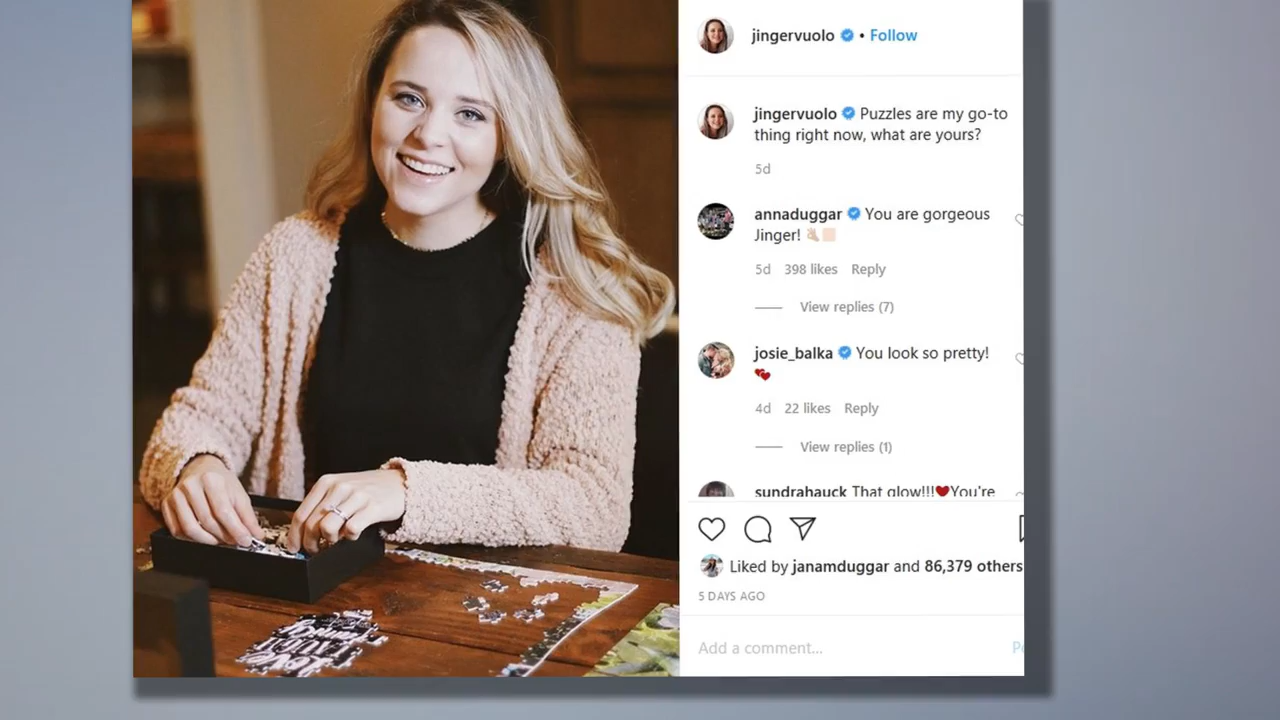 jingervuolo • Follow
jingervuolo Puzzles are my go-to
thing right now, what are yours?
5d
annaduggar You are gorgeous
Jinger!
5d 398 likes Reply
View replies (7)
josie_balka You look so pretty!
4d 22 likes Reply
View replies (1)
sundrahauck That glow!!! You're
Liked by janamduggar and 86,379 others
5 DAYS AGO
Add a comment...